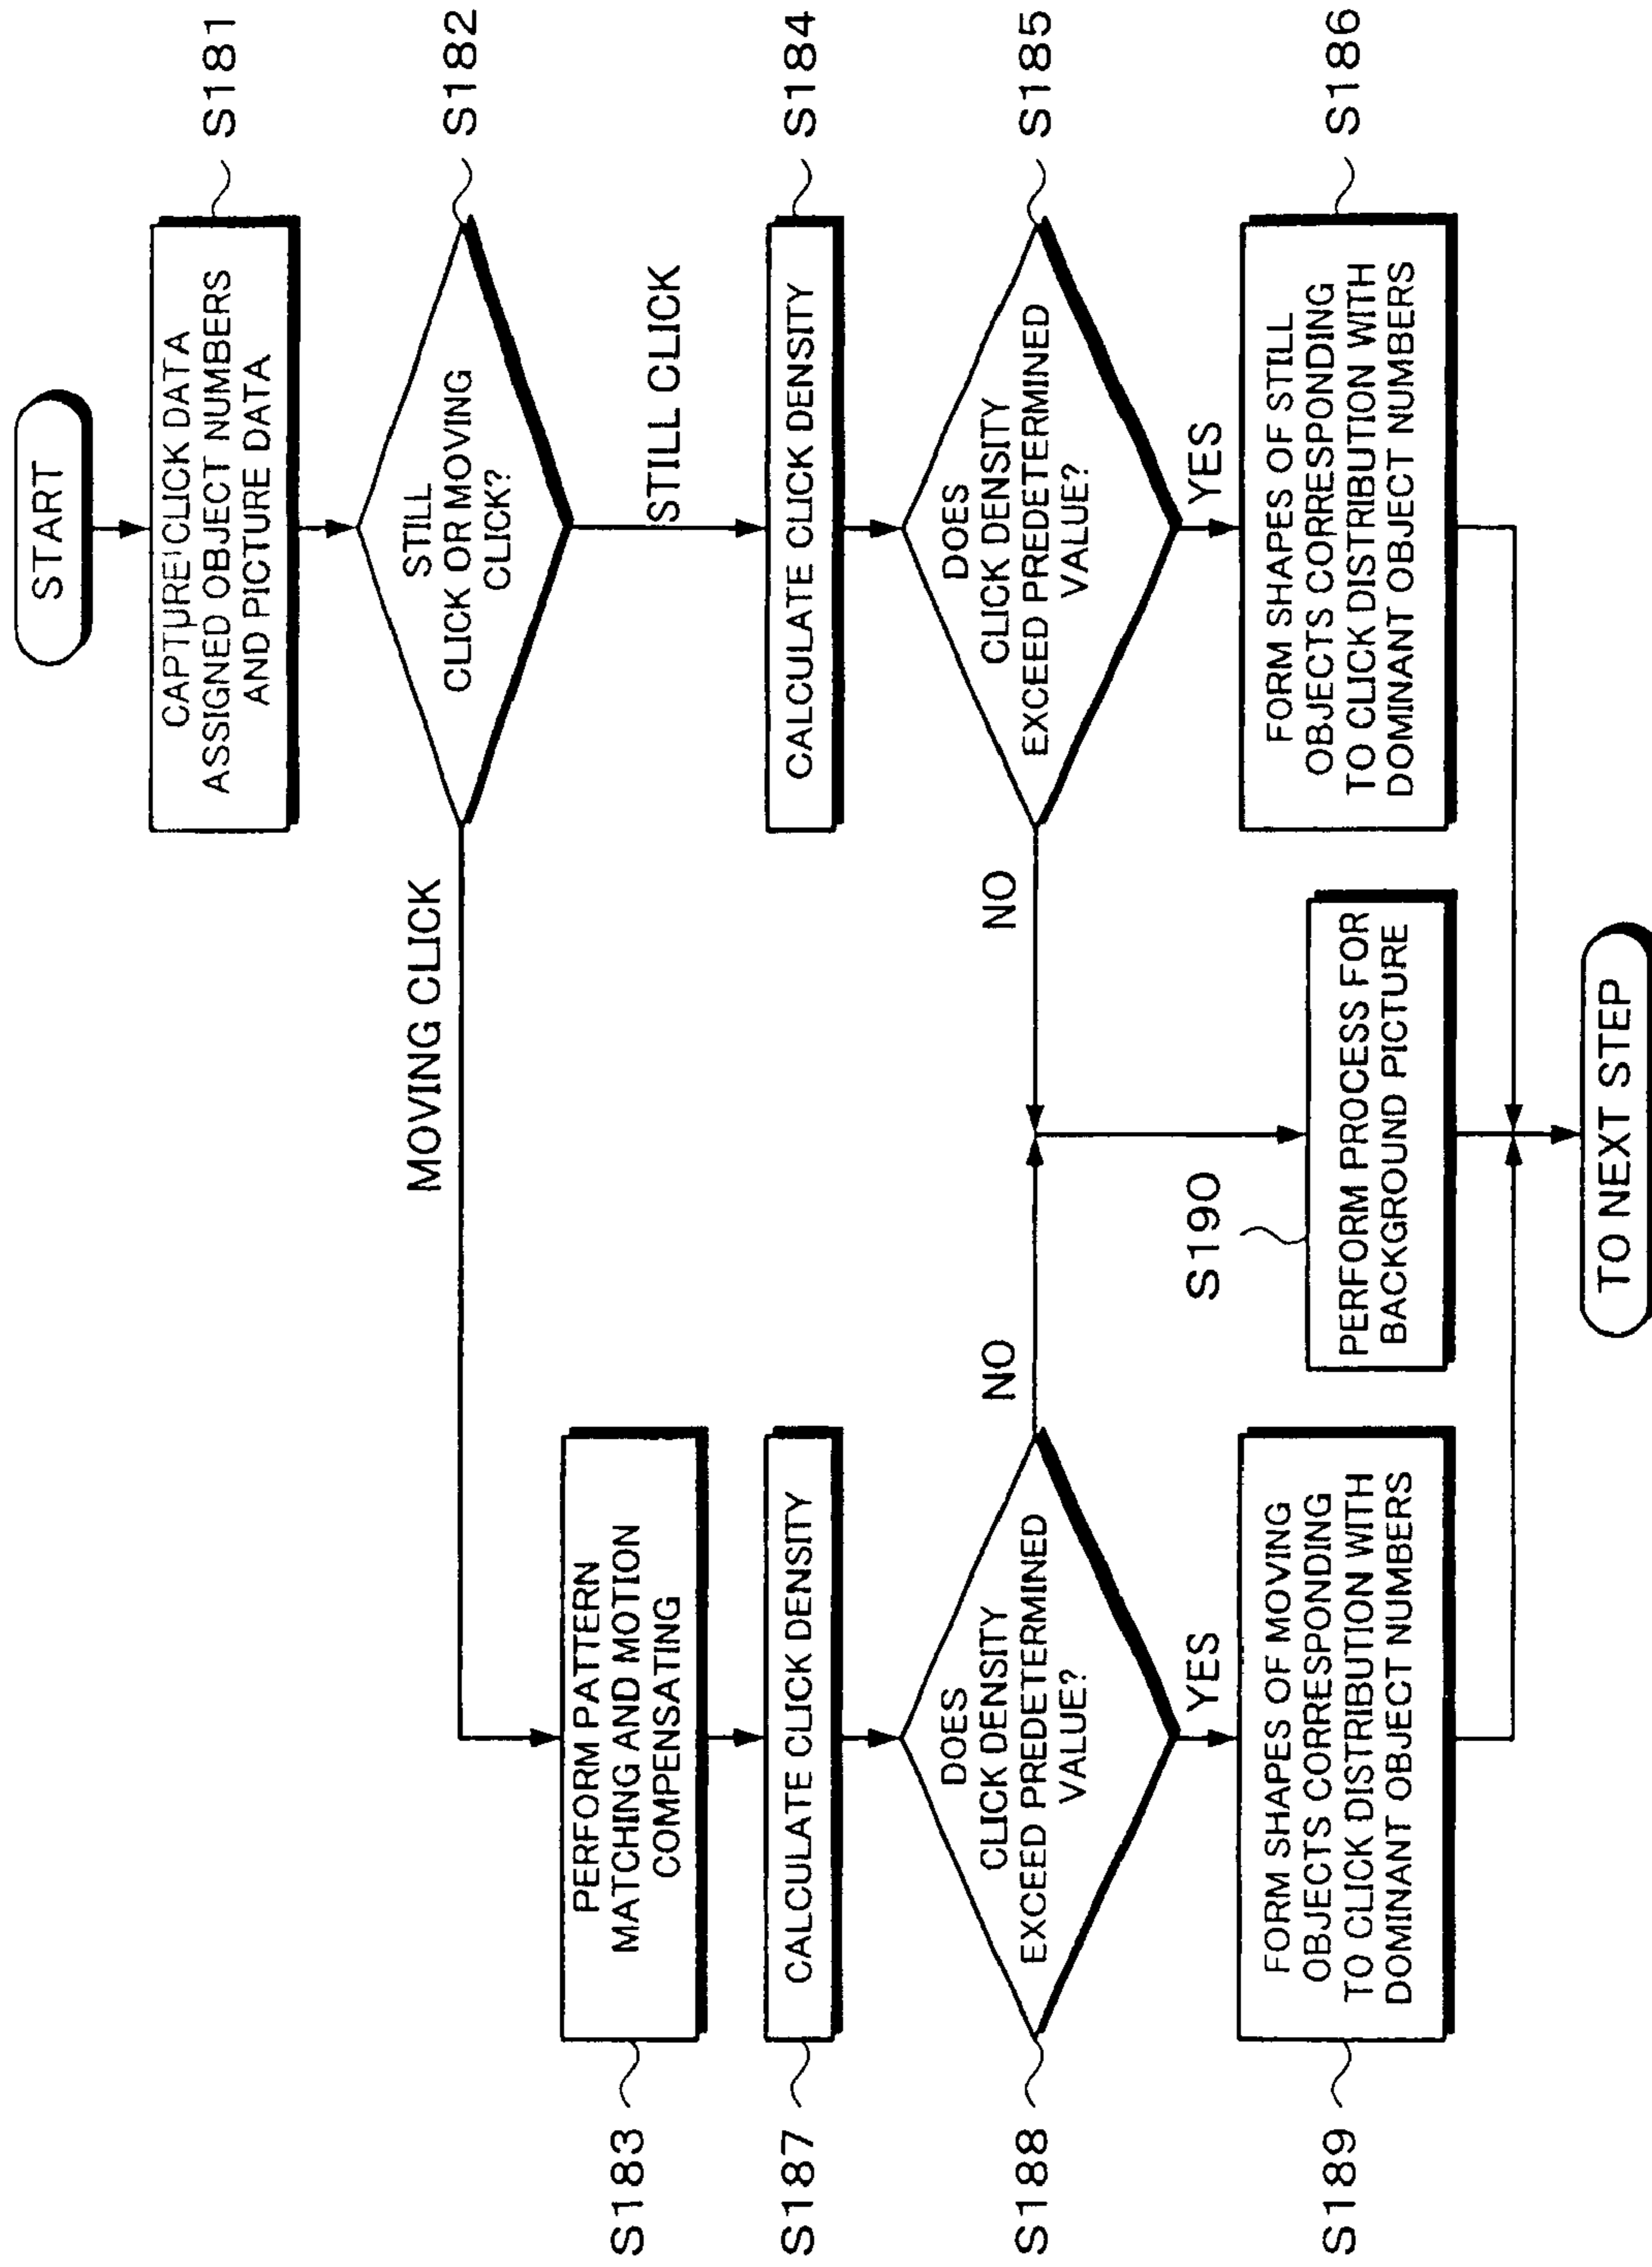 START
CAPTURE CLICK DATA
ASSIGNED OBJECT NUMBERS
AND PICTURE DATA
S181
STILL
CLICK OR MOVING
CLICK?
S182
MOVING CLICK
STILL CLICK
PERFORM PATTERN
MATCHING AND MOTION
COMPENSATING
S183
CALCULATE CLICK DENSITY
S187
CALCULATE CLICK DENSITY
S184
DOES
CLICK DENSITY
EXCEED PREDETERMINED
VALUE?
S188
NO
YES
DOES
CLICK DENSITY
EXCEED PREDETERMINED
VALUE?
S185
NO
YES
FORM SHAPES OF MOVING
OBJECTS CORRESPONDING
TO CLICK DISTRIBUTION WITH
DOMINANT OBJECT NUMBERS
S189
S190
PERFORM PROCESS FOR
BACKGROUND PICTURE
FORM SHAPES OF STILL
OBJECTS CORRESPONDING
TO CLICK DISTRIBUTION WITH
DOMINANT OBJECT NUMBERS
S186
TO NEXT STEP